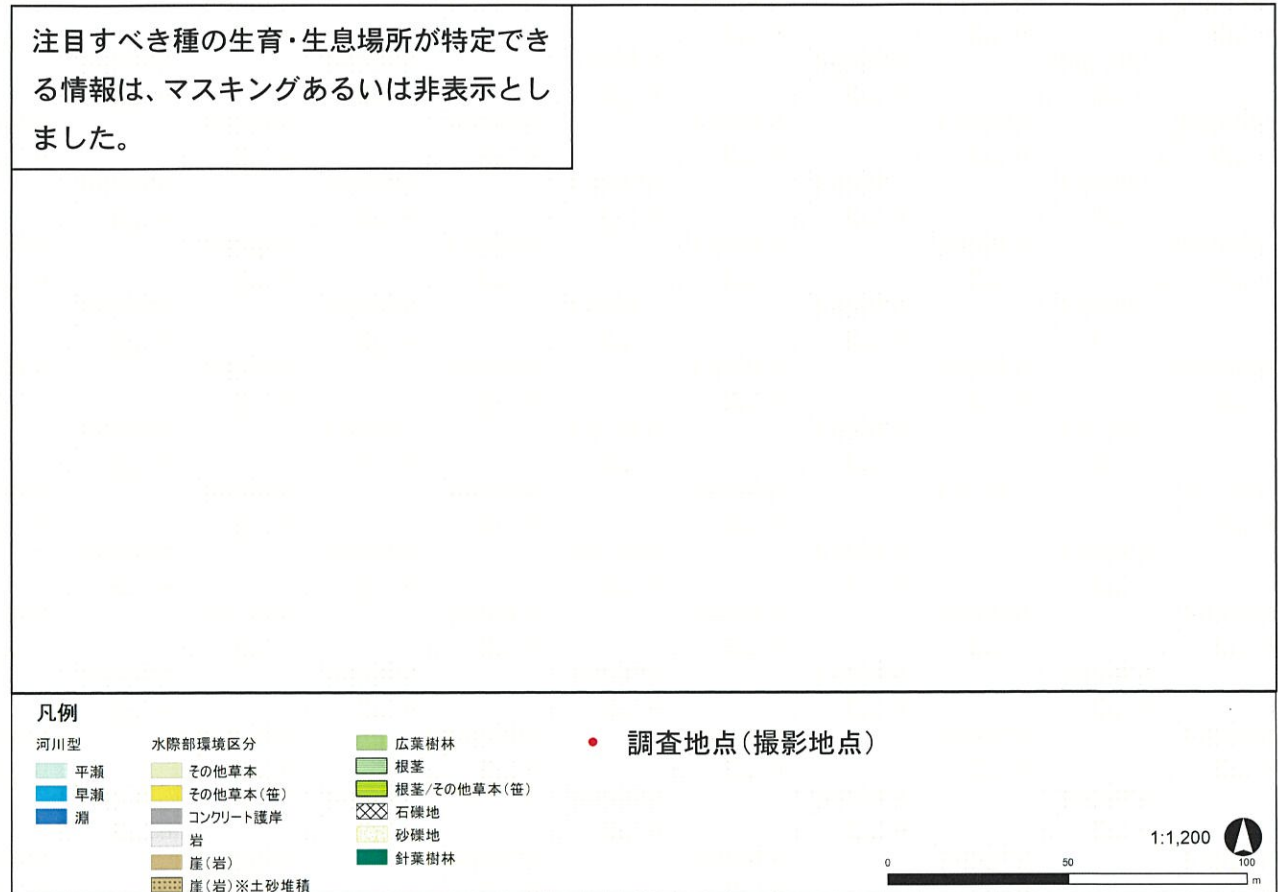 注目すべき種の生育・生息場所が特定でき
る情報は、マスキングあるいは非表示とし
ました。
凡例
河川型
平瀬
早瀬
淵
水際部環境区分
その他草本
その他草本(笹)
コンクリート護岸
岩
崖(岩)
崖(岩)※土砂堆積
広葉樹林
根茎
根茎/その他草本(笹)
石礫地
砂礫地
針葉樹林
調査地点(撮影地点)
1:1,200
0 50 100
m